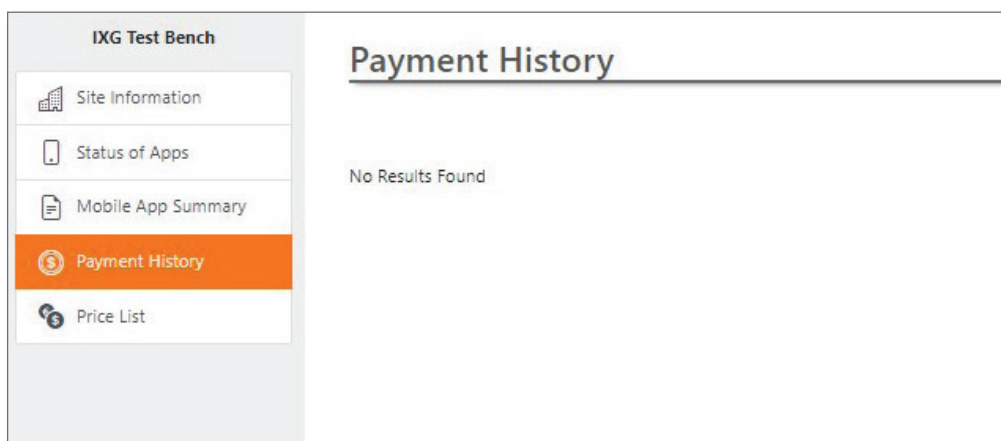 IXG Test Bench
Site Information
Status of Apps
Mobile App Summary
Payment History
Price List
Payment History
No Results Found